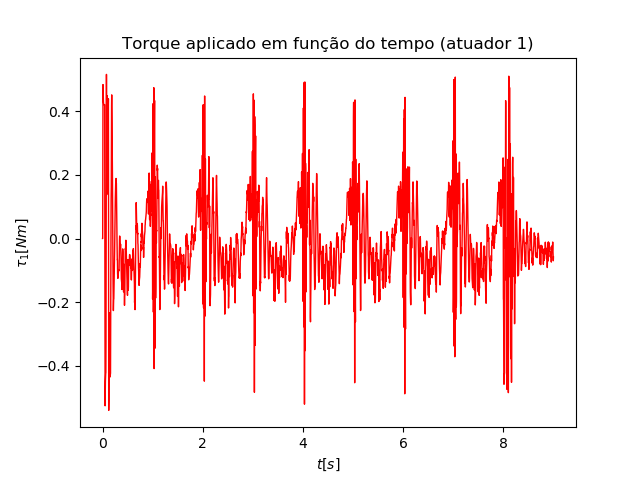 Torque aplicado em função do tempo (atuador 1)
0.4
0.2
0.0
−0.2
−0.4
τ₁[Nm]
0 2 4 6 8
t[s]